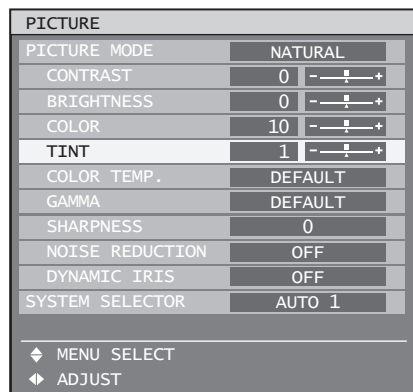 PICTURE
PICTURE MODE NATURAL
CONTRAST 0 - +
BRIGHTNESS 0 - +
COLOR 10 - +
TINT 1 - +
COLOR TEMP. DEFAULT
GAMMA DEFAULT
SHARPNESS 0
NOISE REDUCTION OFF
DYNAMIC IRIS OFF
SYSTEM SELECTOR AUTO 1
MENU SELECT
ADJUST